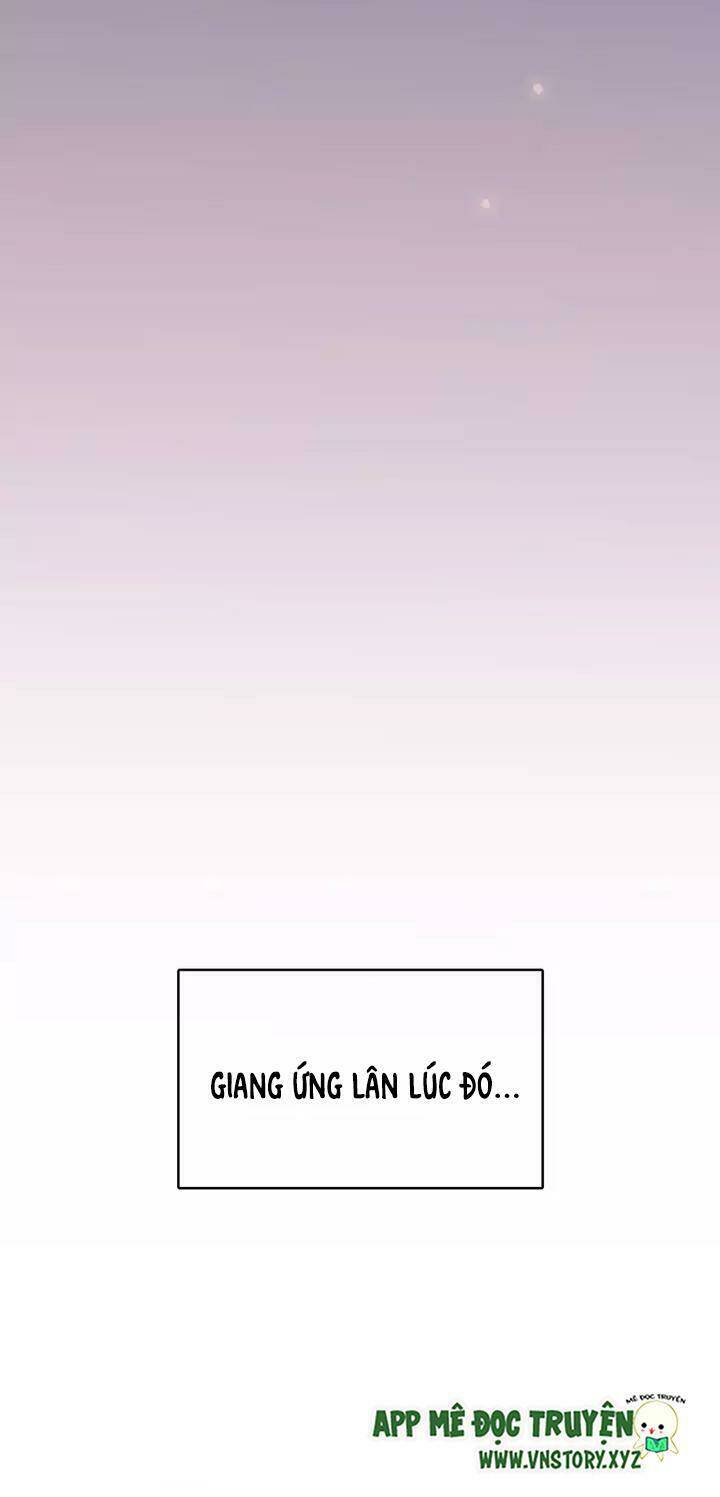 GIANG ỨNG LÂN LÚC ĐÓ...
MÊ ĐỌC TRUYỆN
APP MÊ ĐỌC TRUYỆN
WWW.VNSTORY.XYZ